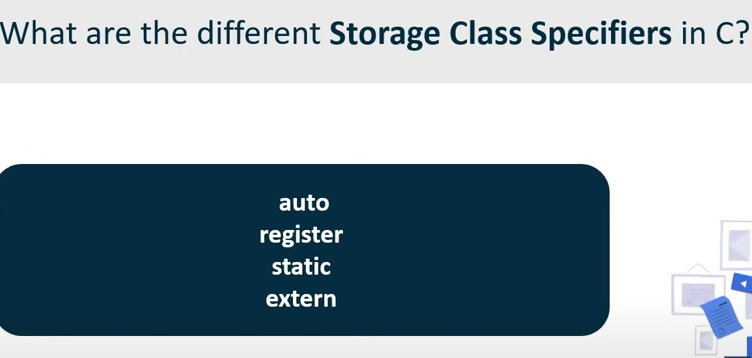 What are the different Storage Class Specifiers in C?
auto
register
static
extern